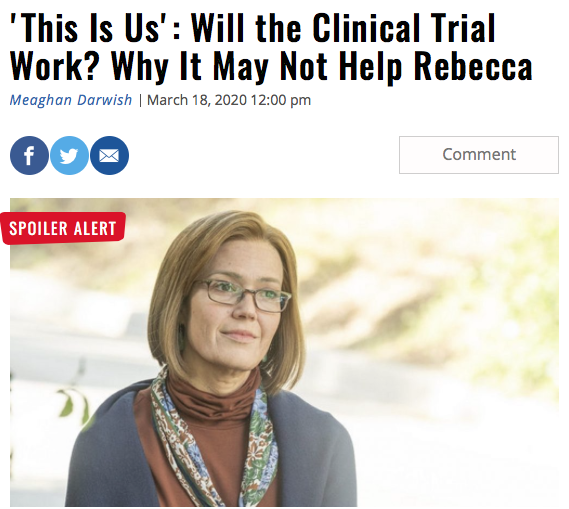 'This Is Us': Will the Clinical Trial
Work? Why It May Not Help Rebecca
Meaghan Darwish | March 18, 2020 12:00 pm
f
Comment
SPOILER ALERT